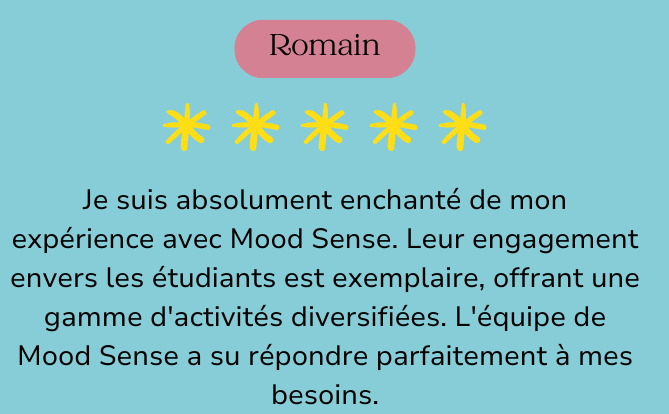 Romain
Je suis absolument enchanté de mon
expérience avec Mood Sense. Leur engagement
envers les étudiants est exemplaire, offrant une
gamme d'activités diversifiées. L'équipe de
Mood Sense a su répondre parfaitement à mes
besoins.